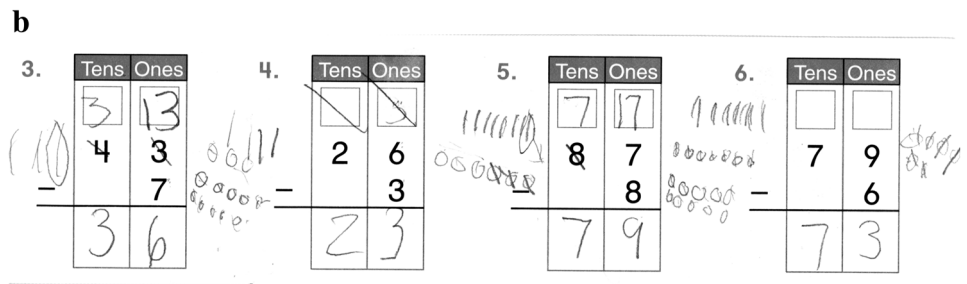 b
3. Tens Ones 4. Tens Ones 5. Tens Ones 6. Tens Ones
3 13 7 17
4 3 2 6 8 7 7 9
− 7 − 3 − 8 − 6
3 6 2 3 7 9 7 3